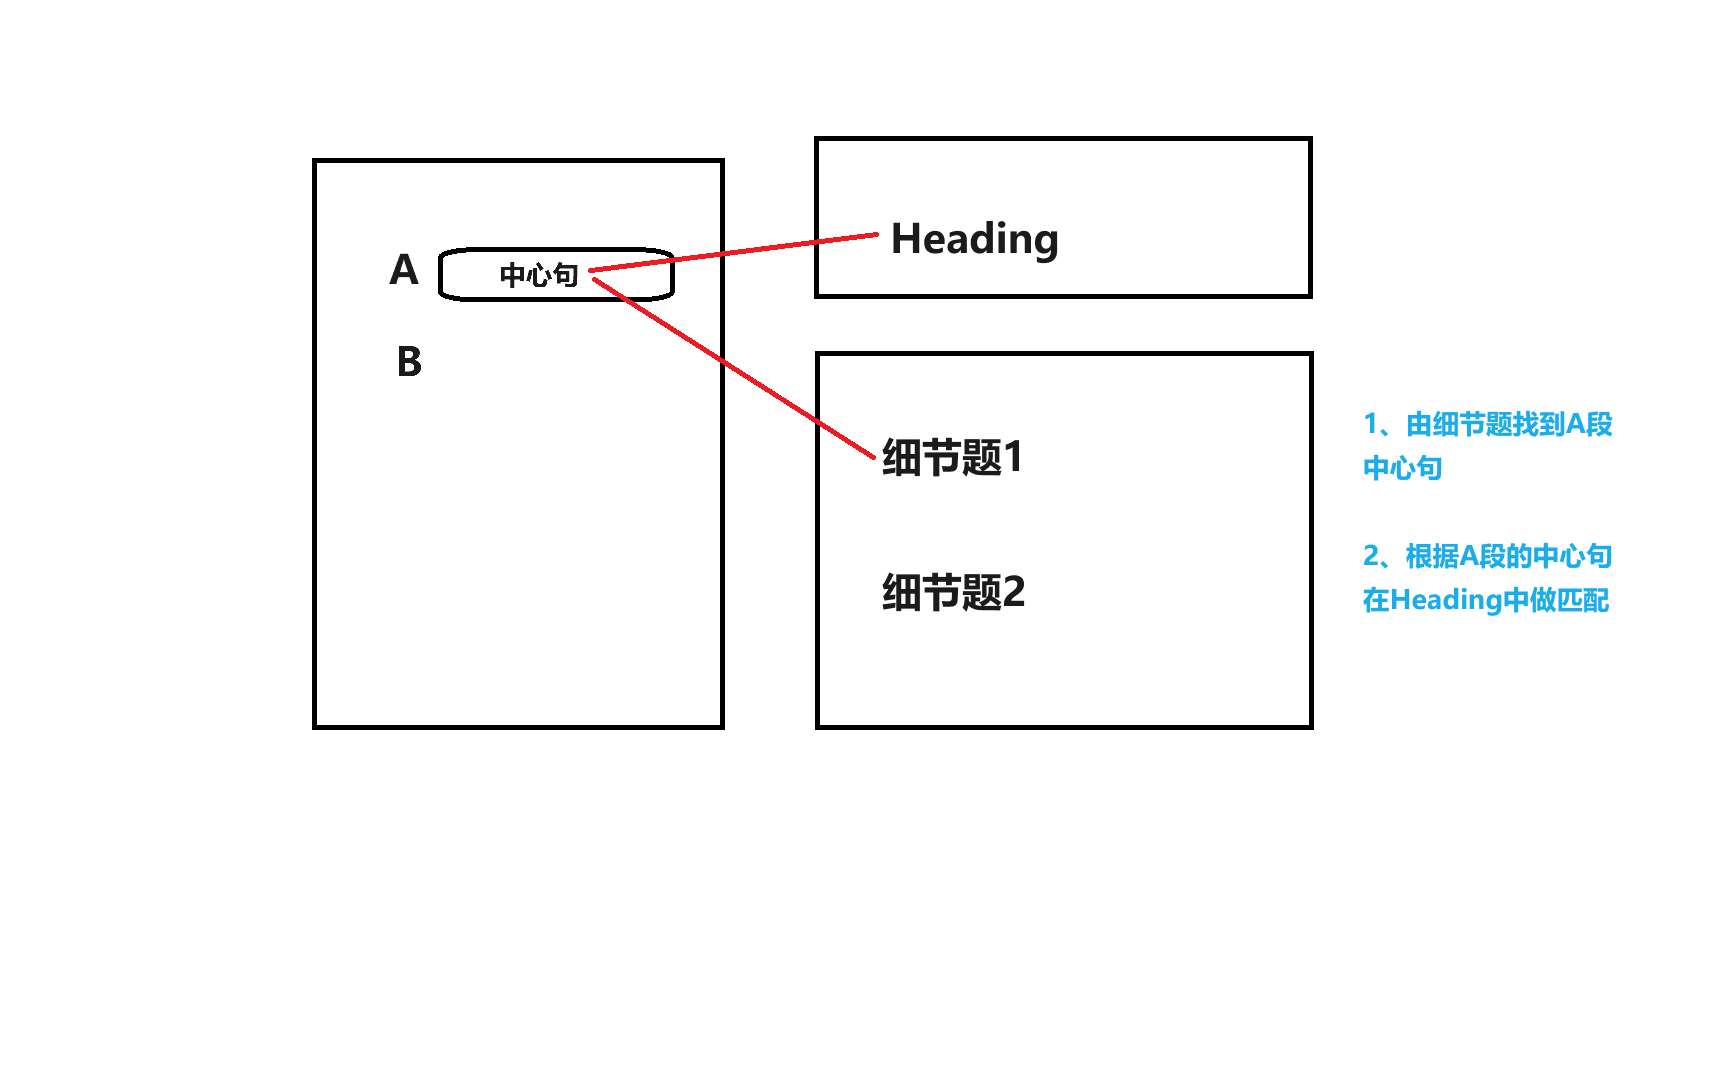 A
中心句
B
Heading
细节题1
细节题2
1、由细节题找到A段
中心句
2、根据A段的中心句
在Heading中做匹配